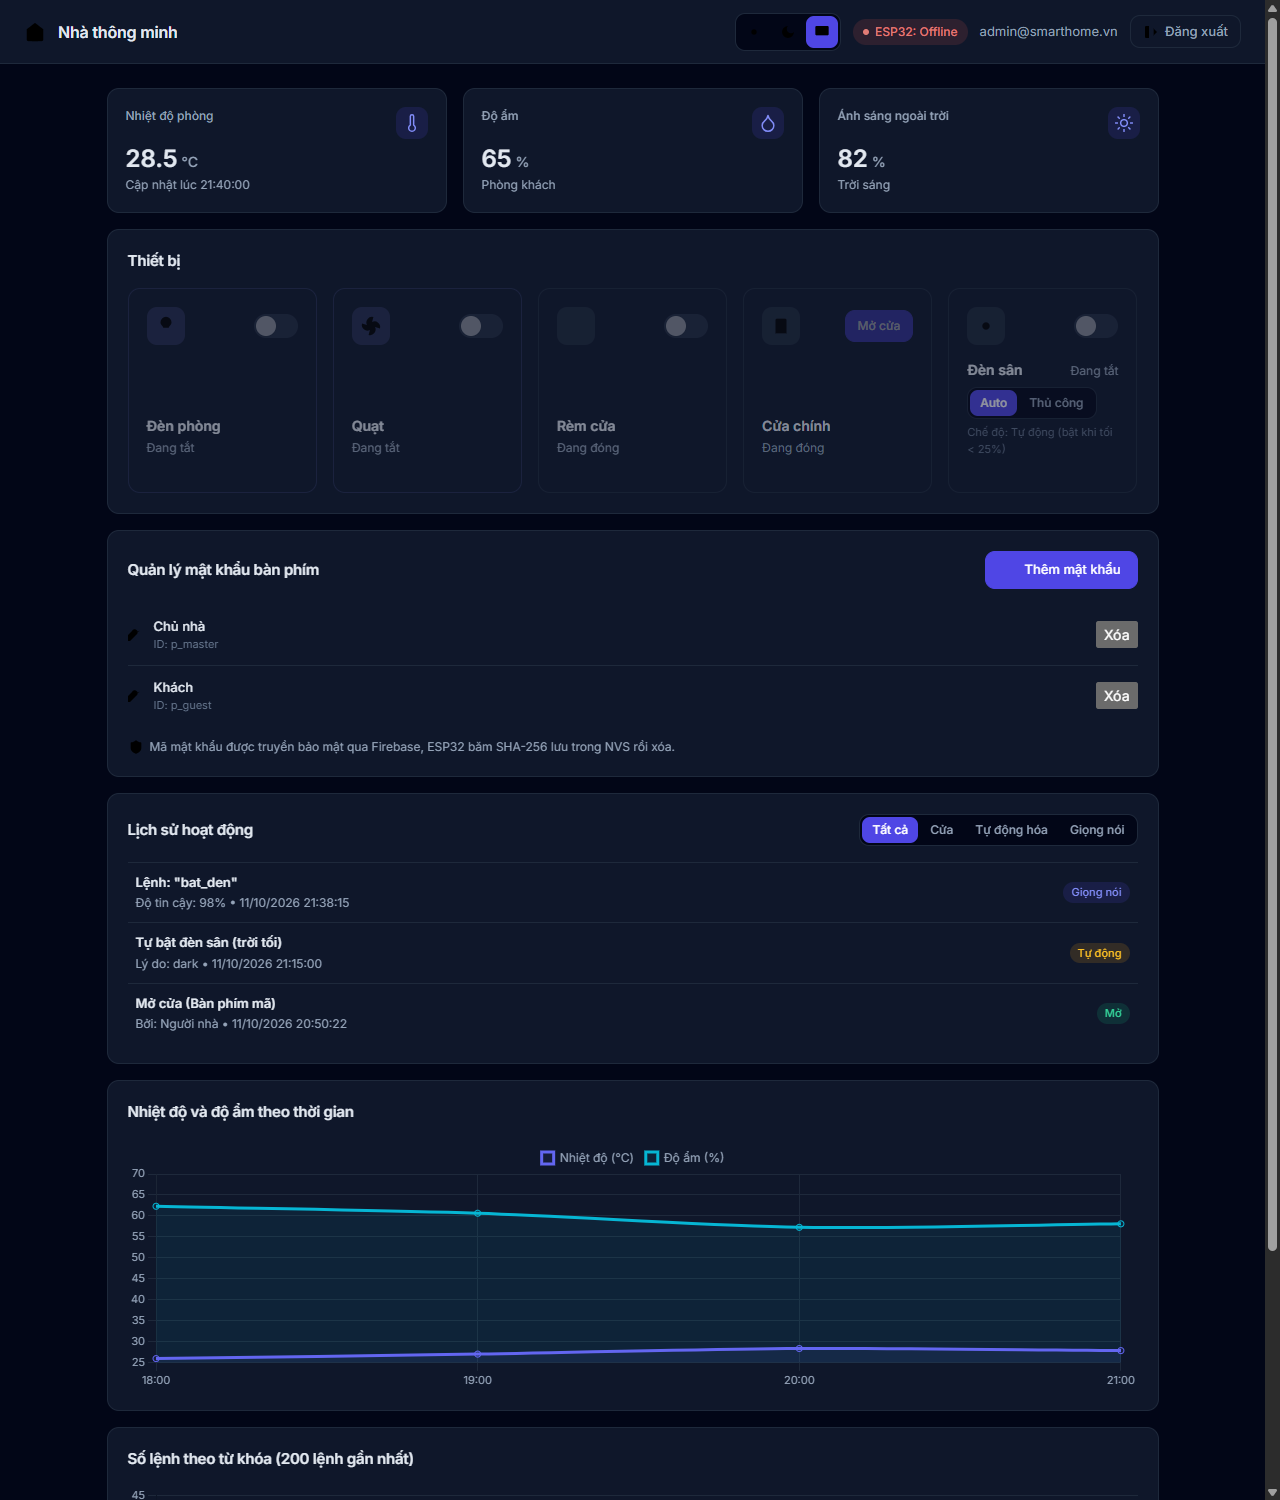 Nhà thông minh
ESP32: Offline
admin@smarthome.vn
Đăng xuất
Nhiệt độ phòng
28.5 °C
Cập nhật lúc 21:40:00
Độ ẩm
65 %
Phòng khách
Ánh sáng ngoài trời
82 %
Trời sáng
Thiết bị
Đèn phòng
Đang tắt
Quạt
Đang tắt
Rèm cửa
Đang đóng
Mở cửa
Cửa chính
Đang đóng
Đèn sân
Đang tắt
Auto
Thủ công
Chế độ: Tự động (bật khi tối
< 25%)
Quản lý mật khẩu bàn phím
Thêm mật khẩu
Chủ nhà
ID: p_master
Xóa
Khách
ID: p_guest
Xóa
Mã mật khẩu được truyền bảo mật qua Firebase, ESP32 băm SHA-256 lưu trong NVS rồi xóa.
Lịch sử hoạt động
Tất cả
Cửa
Tự động hóa
Giọng nói
Lệnh: "bat_den"
Độ tin cậy: 98% • 11/10/2026 21:38:15
Giọng nói
Tự bật đèn sân (trời tối)
Lý do: dark • 11/10/2026 21:15:00
Tự động
Mở cửa (Bàn phím mã)
Bởi: Người nhà • 11/10/2026 20:50:22
Mở
Nhiệt độ và độ ẩm theo thời gian
Nhiệt độ (°C)
Độ ẩm (%)
70
65
60
55
50
45
40
35
30
25
18:00
19:00
20:00
21:00
Số lệnh theo từ khóa (200 lệnh gần nhất)
45